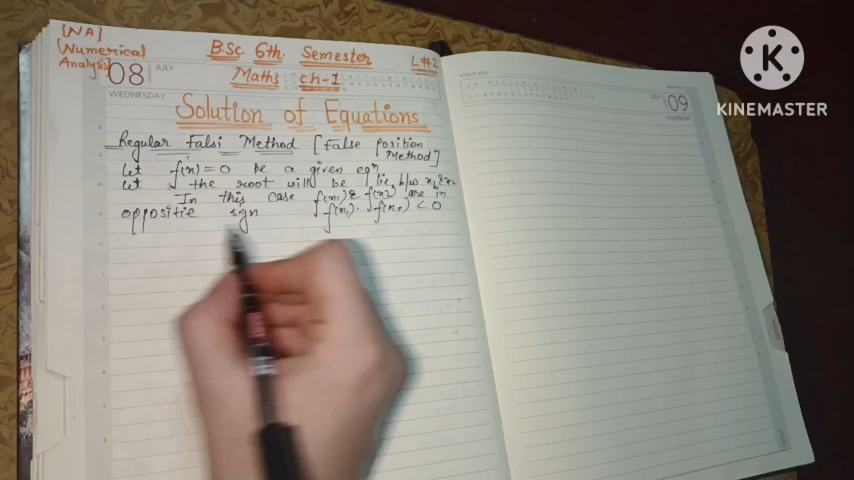 [NA]
[Numerical
Analysis]
B.Sc. 6th Semester
L#2
08 JULY
Maths ch-1
WEDNESDAY
Solution of Equations
Regular Falsi Method [False position
Method]
Let f(x) = 0 be a given eqn
Let the root will be lie b/w x1 & x2
In this case f(x1) & f(x2) are in
oppositie sign f(x1). f(x2) < 0
09
THURSDAY
KINEMASTER